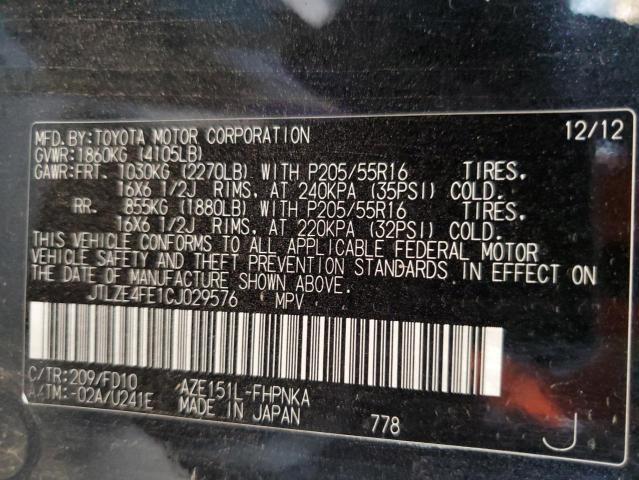 MFD.BY:TOYOTA MOTOR CORPORATION 12/12
GVWR:1860KG (4105LB)
GAWR:FRT. 1030KG (2270LB) WITH P205/55R16 TIRES,
16X6 1/2J RIMS, AT 240KPA (35PSI) COLD.
RR. 855KG (1880LB) WITH P205/55R16 TIRES,
16X6 1/2J RIMS, AT 220KPA (32PSI) COLD.
THIS VEHICLE CONFORMS TO ALL APPLICABLE FEDERAL MOTOR
VEHICLE SAFETY AND THEFT PREVENTION STANDARDS IN EFFECT ON
THE DATE OF MANUFACTURE SHOWN ABOVE.
JTLZE4FE1CJ029576 MPV
C/TR:209/FD10 AZE151L-FHPNKA
A/TM:-02A/U241E MADE IN JAPAN 778 J